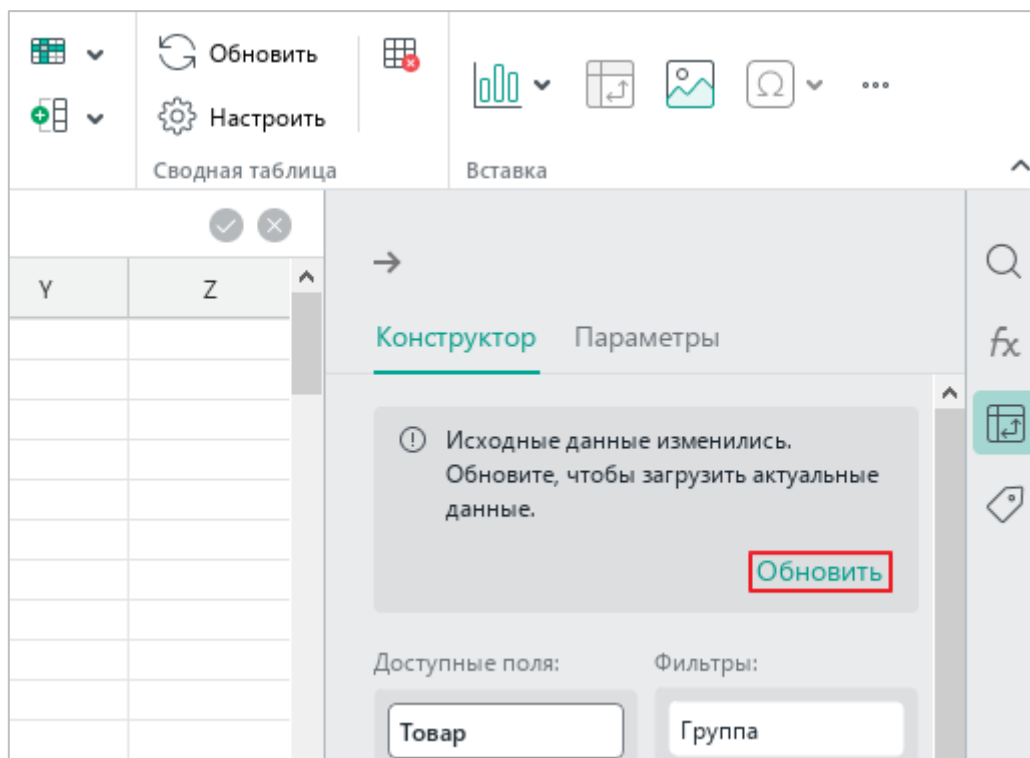 Обновить
Настроить
Сводная таблица
Вставка
Y
Z
Конструктор
Параметры
fx
Исходные данные изменились.
Обновите, чтобы загрузить актуальные
данные.
Обновить
Доступные поля:
Фильтры:
Товар
Группа